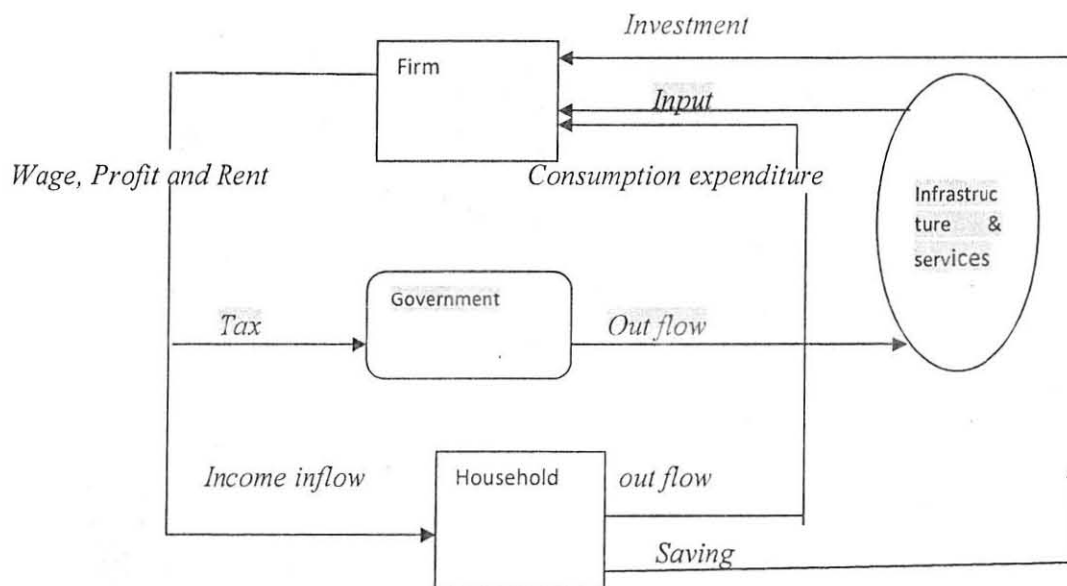 Investment
Firm
Input
Wage, Profit and Rent
Consumption expenditure
Infrastruc
ture &
services
Government
Tax
Out flow
Income inflow
Household
out flow
Saving